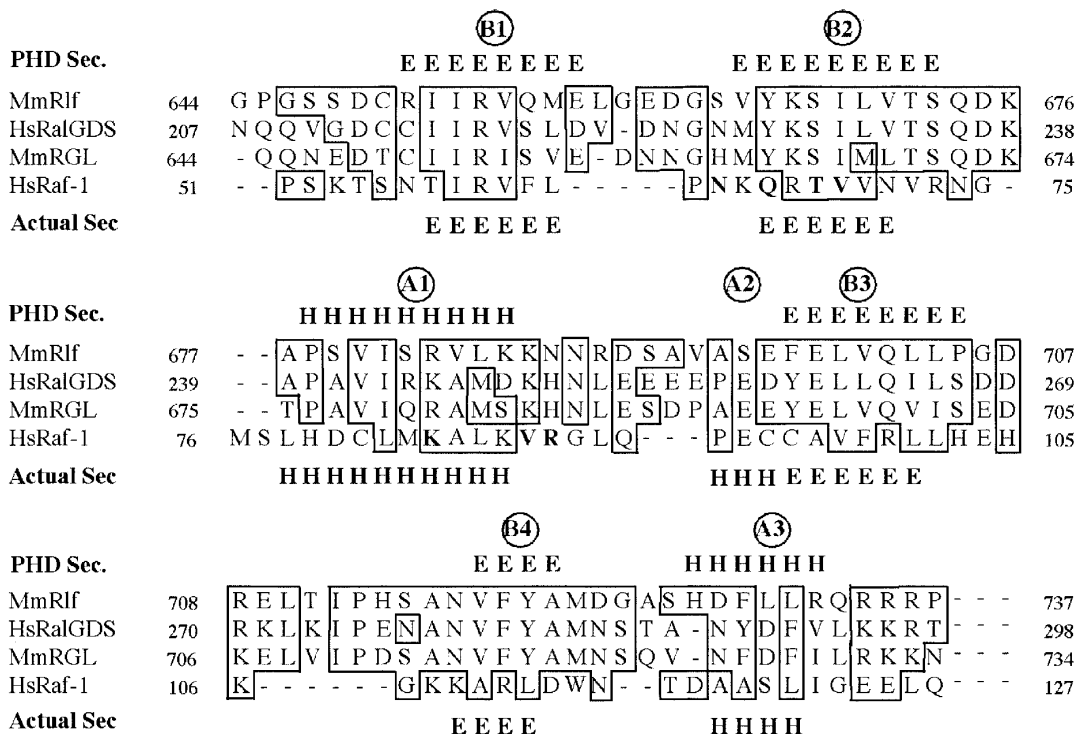 B1 B2
PHD Sec. E E E E E E E E E E E E E E E E E
MmRlf 644 G P G S S D C R I I R V Q M E L G E D G S V Y K S I L V T S Q D K 676
HsRalGDS 207 N Q Q V G D C C I I R V S L D V - D N G N M Y K S I L V T S Q D K 238
MmRGL 644 - Q Q N E D T C I I R I S V E - D N N G H M Y K S I M L T S Q D K 674
HsRaf-1 51 - - P S K T S N T I R V F L - - - - - P N K Q R T V V N V R N G - 75
Actual Sec E E E E E E E E E E E E
A1 A2 B3
PHD Sec. H H H H H H H H H E E E E E E E E
MmRlf 677 - - A P S V I S R V L K K N N R D S A V A S E F E L V Q L L P G D 707
HsRalGDS 239 - - A P A V I R K A M D K H N L E E E E P E D Y E L L Q I L S D D 269
MmRGL 675 - - T P A V I Q R A M S K H N L E S D P A E E Y E L V Q V I S E D 705
HsRaf-1 76 M S L H D C L M K A L K V R G L Q - - - P E C C A V F R L L H E H 105
Actual Sec H H H H H H H H H H H H H E E E E E E
B4 A3
PHD Sec. E E E E H H H H H H
MmRlf 708 R E L T I P H S A N V F Y A M D G A S H D F L L R Q R R R P - - - 737
HsRalGDS 270 R K L K I P E N A N V F Y A M N S T A - N Y D F V L K K R T - - - 298
MmRGL 706 K E L V I P D S A N V F Y A M N S Q V - N F D F I L R K K N - - - 734
HsRaf-1 106 K - - - - - - G K K A R L D W N - - T D A A S L I G E E L Q - - - 127
Actual Sec E E E E H H H H